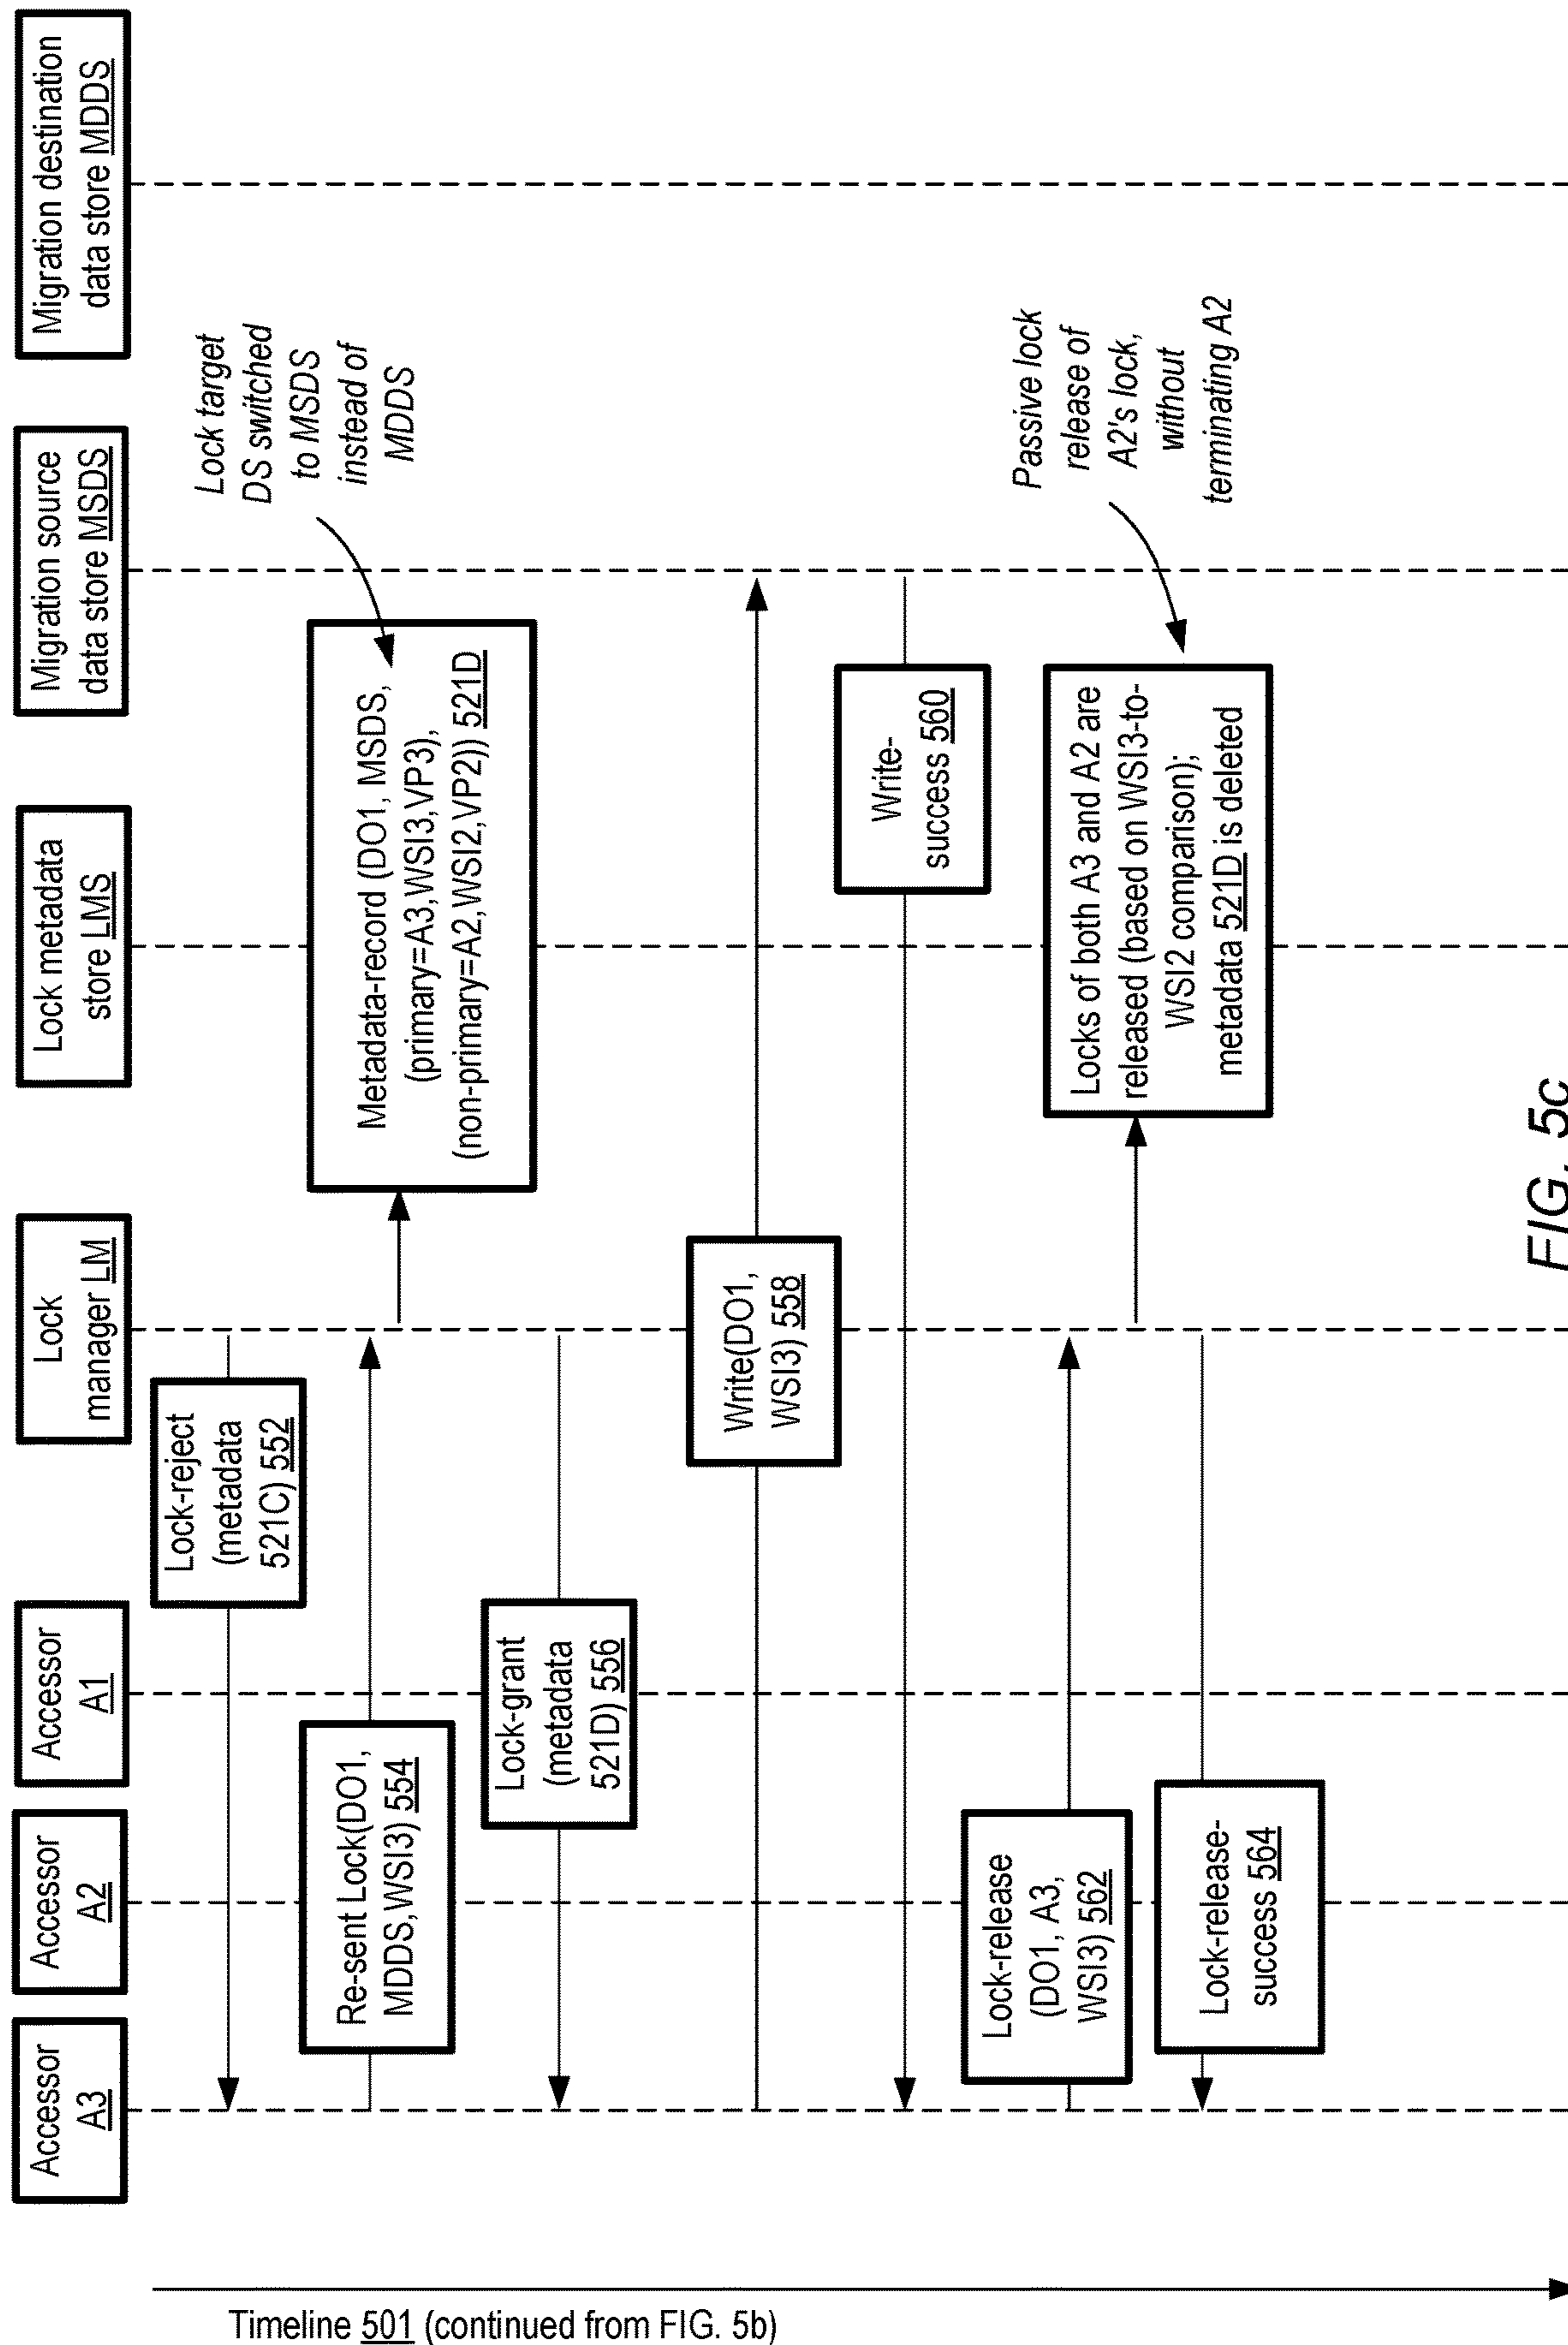 Accessor
A3
Accessor
A2
Accessor
A1
Lock
manager LM
Lock metadata
store LMS
Migration source
data store MSDS
Migration destination
data store MDDS
Lock-reject
(metadata
521C) 552
Lock target
DS switched
to MSDS
instead of
MDDS
Re-sent Lock(DO1,
MDDS,WSI3) 554
Metadata-record (DO1, MSDS,
(primary=A3,WSI3,VP3),
(non-primary=A2,WSI2,VP2)) 521D
Lock-grant
(metadata
521D) 556
Write(DO1,
WSI3) 558
Write-
success 560
Lock-release
(DO1, A3,
WSI3) 562
Locks of both A3 and A2 are
released (based on WSI3-to-
WSI2 comparison);
metadata 521D is deleted
Passive lock
release of
A2's lock,
without
terminating A2
Lock-release-
success 564
Timeline 501 (continued from FIG. 5b)
FIG. 5c